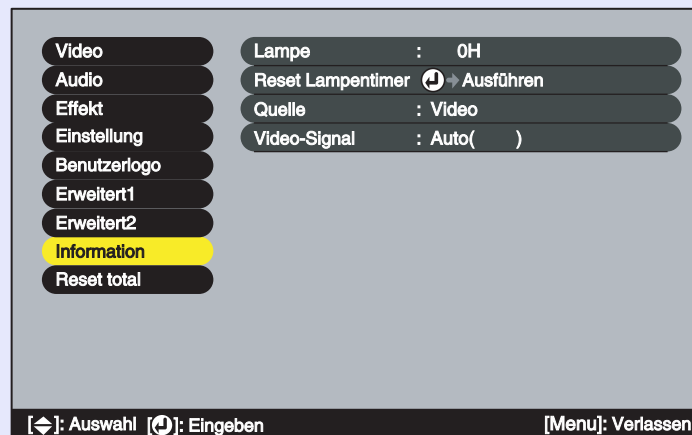 Video
Audio
Effekt
Einstellung
Benutzerlogo
Erweitert1
Erweitert2
Information
Reset total
Lampe : 0H
Reset Lampentimer Ausführen
Quelle : Video
Video-Signal : Auto( )
[ ]: Auswahl [ ]: Eingeben [Menu]: Verlassen